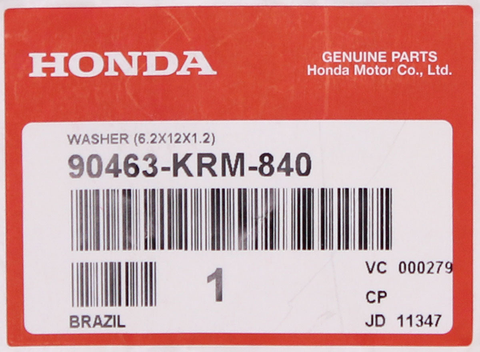 HONDA
GENUINE PARTS
Honda Motor Co., Ltd.
WASHER (6.2X12X1.2)
90463-KRM-840
1
VC 000279
CP
BRAZIL
JD 11347